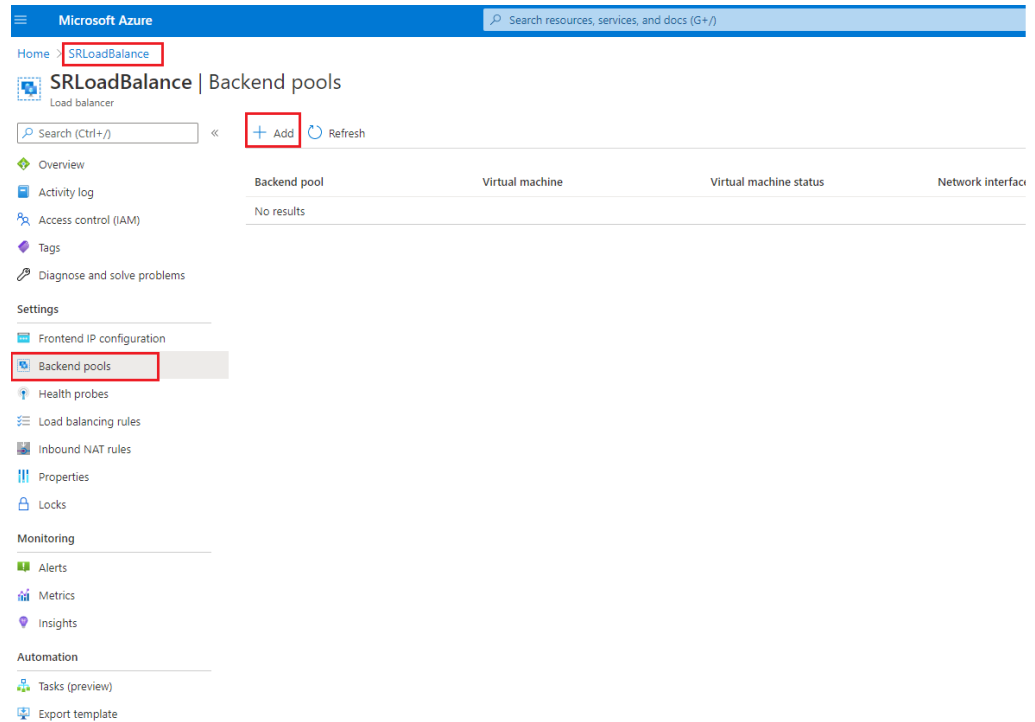 Microsoft Azure
Search resources, services, and docs (G+/)
Home > SRLoadBalance
SRLoadBalance | Backend pools
Load balancer
Search (Ctrl+/) «
+ Add Refresh
Overview
Activity log
Access control (IAM)
Tags
Diagnose and solve problems
Settings
Frontend IP configuration
Backend pools
Health probes
Load balancing rules
Inbound NAT rules
Properties
Locks
Monitoring
Alerts
Metrics
Insights
Automation
Tasks (preview)
Export template
Backend pool Virtual machine Virtual machine status Network interface
No results